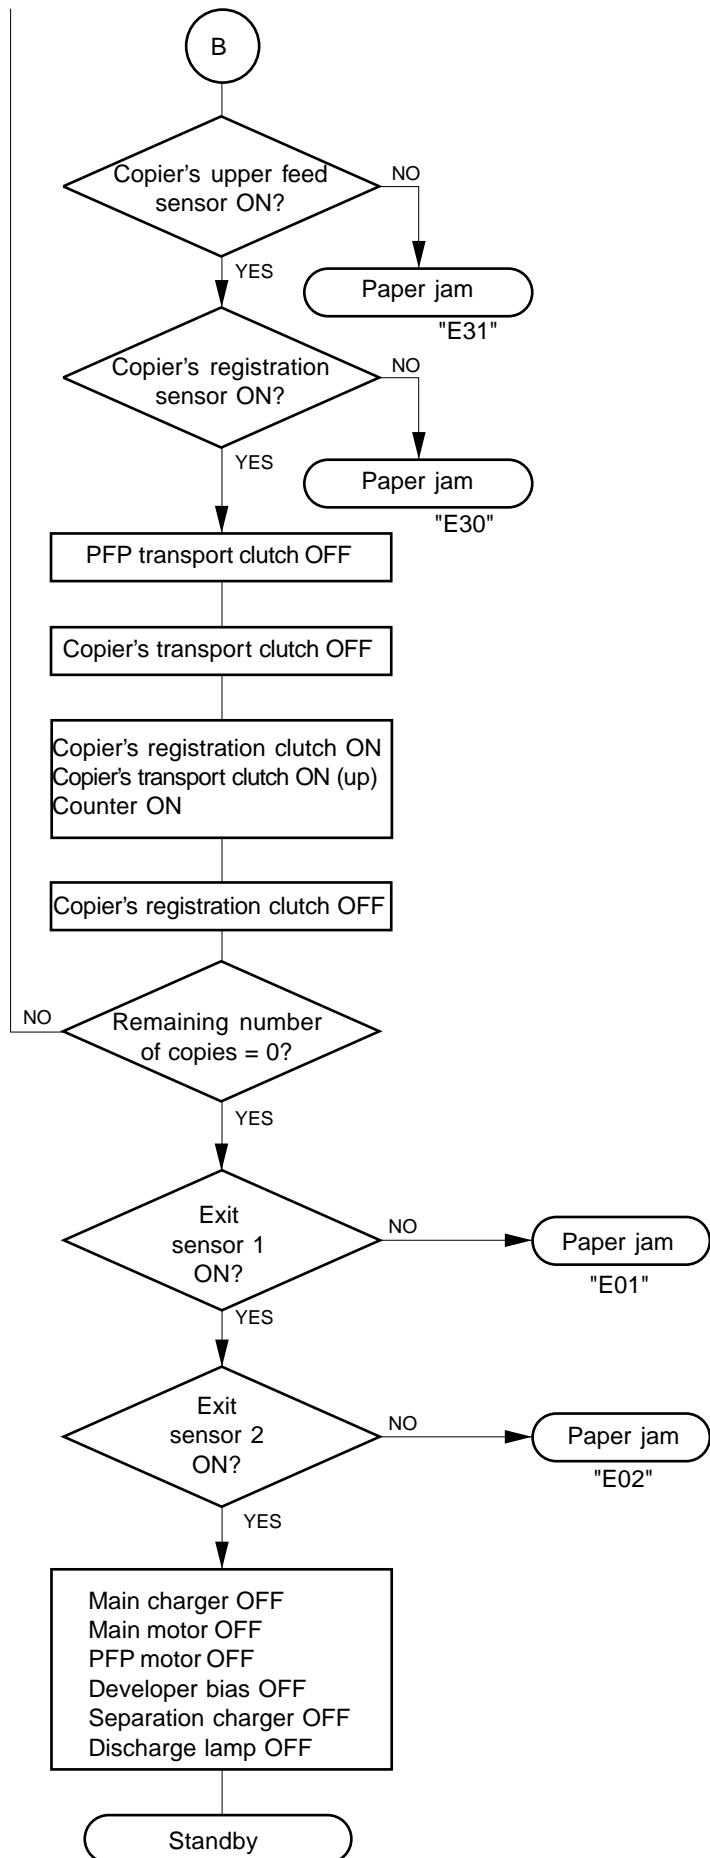 B
Copier's upper feed
sensor ON?
NO
YES
Paper jam
"E31"
Copier's registration
sensor ON?
NO
YES
Paper jam
"E30"
PFP transport clutch OFF
Copier's transport clutch OFF
Copier's registration clutch ON
Copier's transport clutch ON (up)
Counter ON
Copier's registration clutch OFF
NO
Remaining number
of copies = 0?
YES
Exit
sensor 1
ON?
NO
Paper jam
"E01"
YES
Exit
sensor 2
ON?
NO
Paper jam
"E02"
YES
Main charger OFF
Main motor OFF
PFP motor OFF
Developer bias OFF
Separation charger OFF
Discharge lamp OFF
Standby